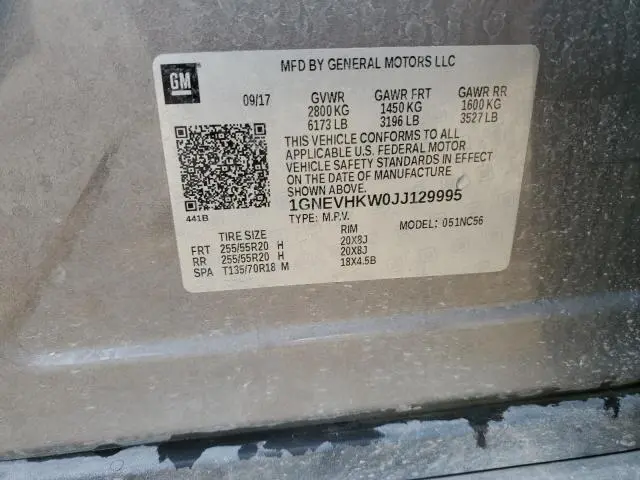 MFD BY GENERAL MOTORS LLC
GM
09/17 GVWR GAWR FRT GAWR RR
2800 KG 1450 KG 1600 KG
6173 LB 3196 LB 3527 LB
THIS VEHICLE CONFORMS TO ALL
APPLICABLE U.S. FEDERAL MOTOR
VEHICLE SAFETY STANDARDS IN EFFECT
ON THE DATE OF MANUFACTURE
SHOWN ABOVE.
1GNEVHKW0JJ129995
441B TYPE: M.P.V. MODEL: 051NC56
TIRE SIZE RIM
FRT 255/55R20 H 20X8J
RR 255/55R20 H 20X8J
SPA T135/70R18 M 18X4.5B